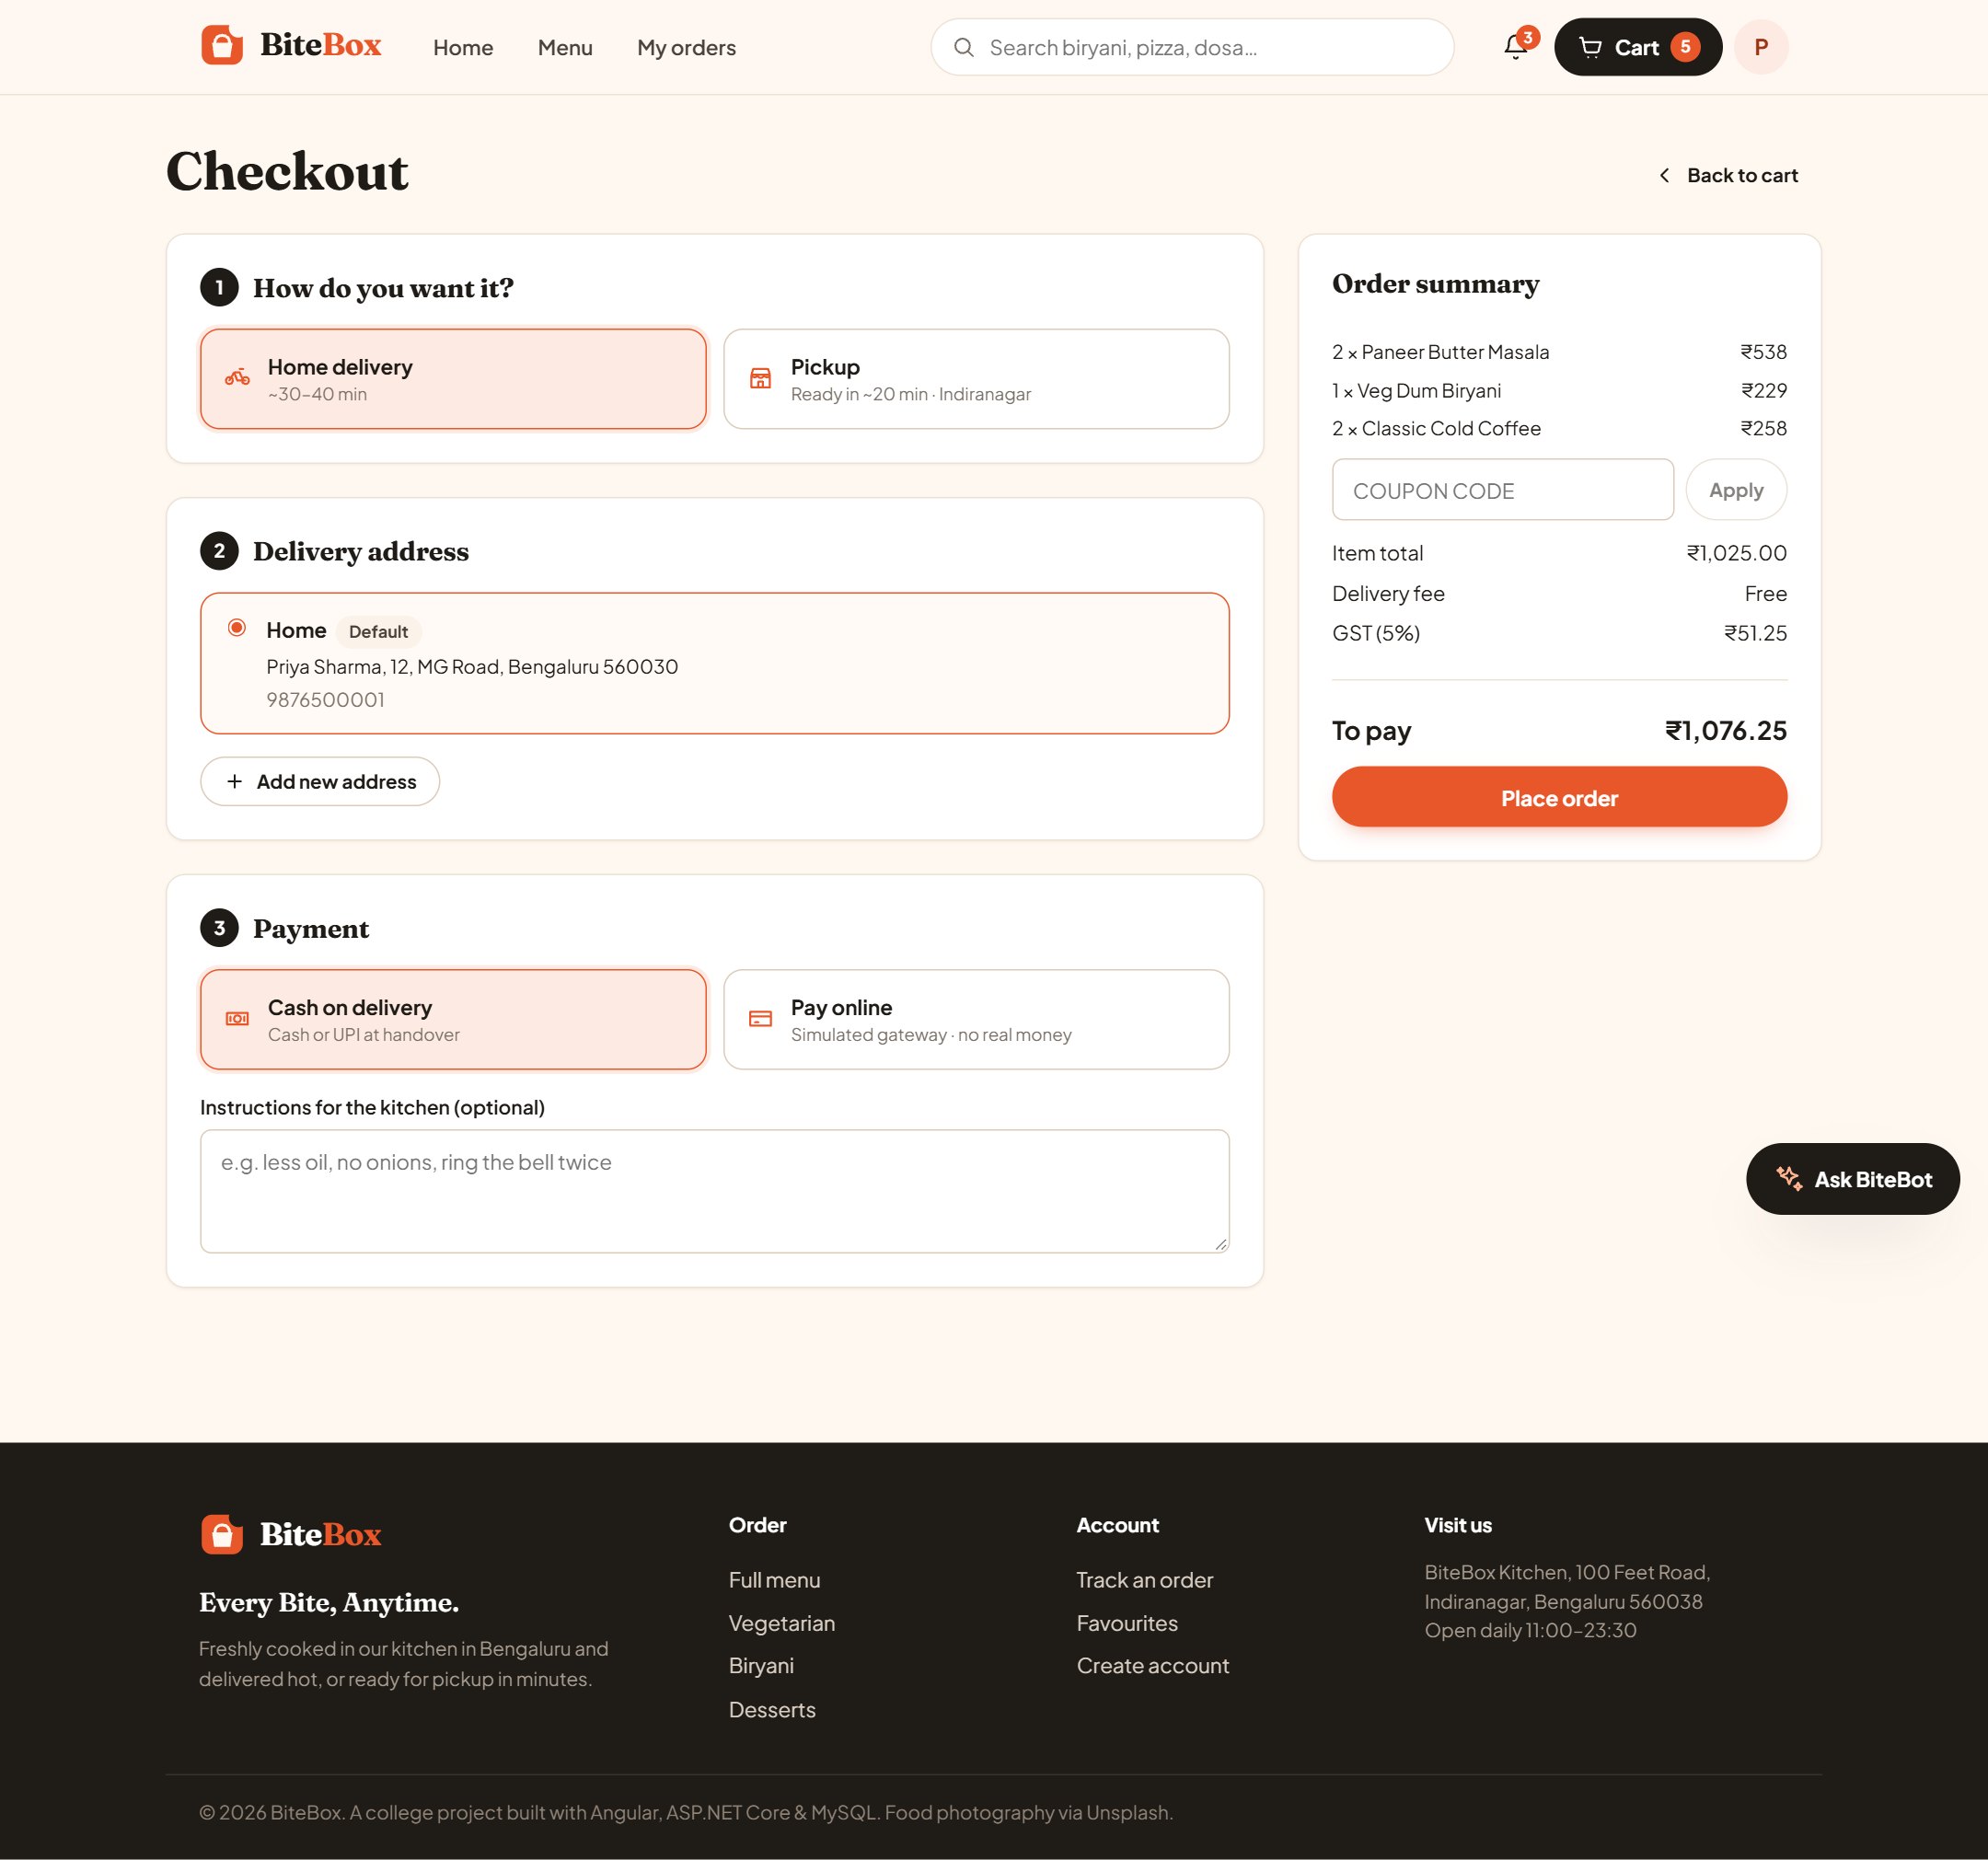 BiteBox
Home
Menu
My orders
Search biryani, pizza, dosa...
3
Cart
5
P
Checkout
Back to cart
1
How do you want it?
Home delivery
~30–40 min
Pickup
Ready in ~20 min · Indiranagar
2
Delivery address
Home
Default
Priya Sharma, 12, MG Road, Bengaluru 560030
9876500001
Add new address
3
Payment
Cash on delivery
Cash or UPI at handover
Pay online
Simulated gateway · no real money
Instructions for the kitchen (optional)
e.g. less oil, no onions, ring the bell twice
Order summary
2 × Paneer Butter Masala ₹538
1 × Veg Dum Biryani ₹229
2 × Classic Cold Coffee ₹258
COUPON CODE
Apply
Item total ₹1,025.00
Delivery fee Free
GST (5%) ₹51.25
To pay ₹1,076.25
Place order
Ask BiteBot
BiteBox
Every Bite, Anytime.
Freshly cooked in our kitchen in Bengaluru and
delivered hot, or ready for pickup in minutes.
Order
Full menu
Vegetarian
Biryani
Desserts
Account
Track an order
Favourites
Create account
Visit us
BiteBox Kitchen, 100 Feet Road,
Indiranagar, Bengaluru 560038
Open daily 11:00–23:30
© 2026 BiteBox. A college project built with Angular, ASP.NET Core & MySQL. Food photography via Unsplash.